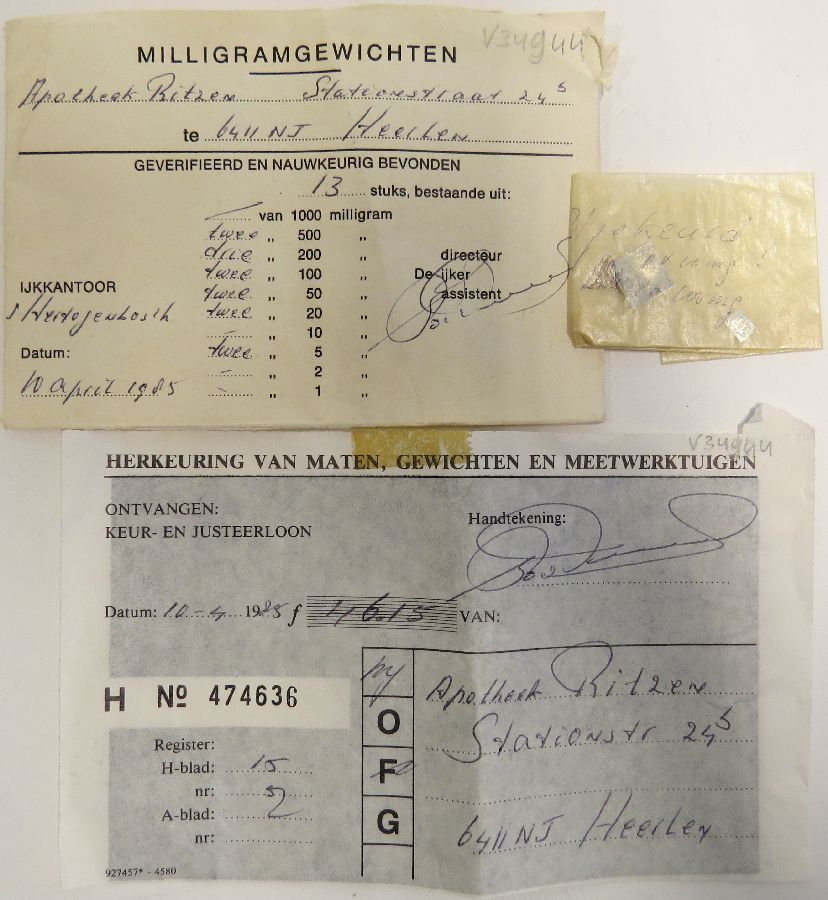 V34944
MILLIGRAMGEWICHTEN
Apotheek Ritzen Stationstraat 24 b
te 6411 NJ Heerlen
GEVERIFIEERD EN NAUWKEURIG BEVONDEN
13 stuks, bestaande uit:
van 1000 milligram
twee „ 500 „
drie „ 200 „
twee „ 100 „
twee „ 50 „
twee „ 20 „
„ 10 „
twee „ 5 „
„ 2 „
„ 1 „
directeur
De ijker
assistent
IJKKANTOOR
s Hertogenbosch
Datum:
10 april 1985
V34944
HERKEURING VAN MATEN, GEWICHTEN EN MEETWERKTUIGEN
ONTVANGEN:
KEUR- EN JUSTEERLOON
Handtekening:
Datum: 10-4 1985 f 46.15 VAN:
H No 474636
O
F
G
Apotheek Ritzen
Stationstr 24 b
6411 NJ Heerlen
Register:
H-blad: 15
nr:
A-blad:
nr:
927457* - 4580